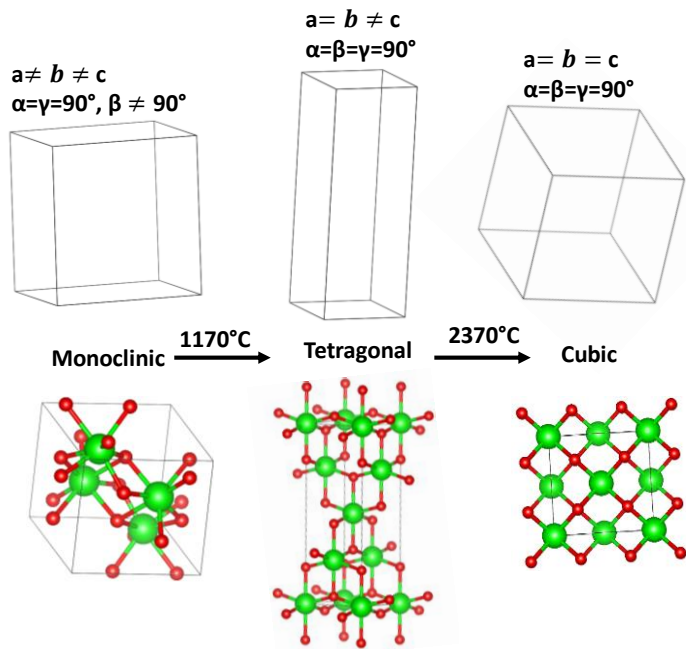 a≠ b ≠ c
α=γ=90°, β ≠ 90°
a= b ≠ c
α=β=γ=90°
a= b = c
α=β=γ=90°
Monoclinic
1170°C
Tetragonal
2370°C
Cubic